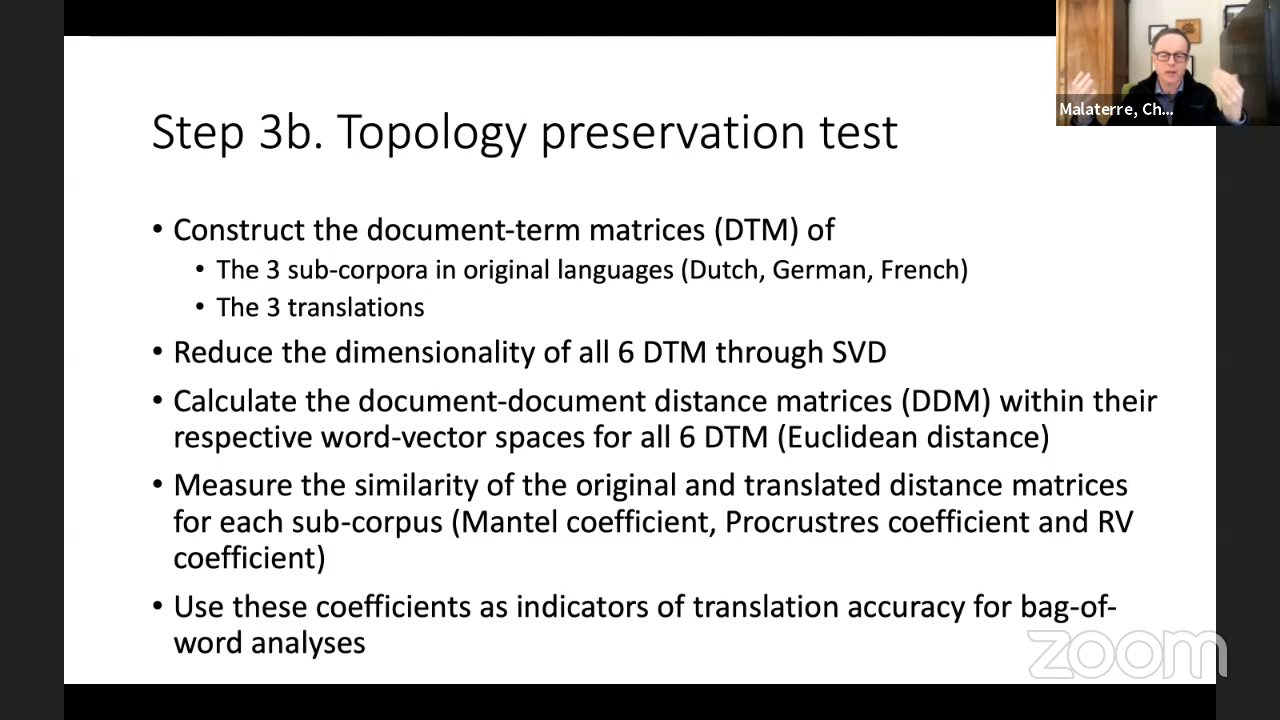 Malaterre, Ch...
Step 3b. Topology preservation test
• Construct the document-term matrices (DTM) of
• The 3 sub-corpora in original languages (Dutch, German, French)
• The 3 translations
• Reduce the dimensionality of all 6 DTM through SVD
• Calculate the document-document distance matrices (DDM) within their
respective word-vector spaces for all 6 DTM (Euclidean distance)
• Measure the similarity of the original and translated distance matrices
for each sub-corpus (Mantel coefficient, Procrustres coefficient and RV
coefficient)
• Use these coefficients as indicators of translation accuracy for bag-of-
word analyses
zoom